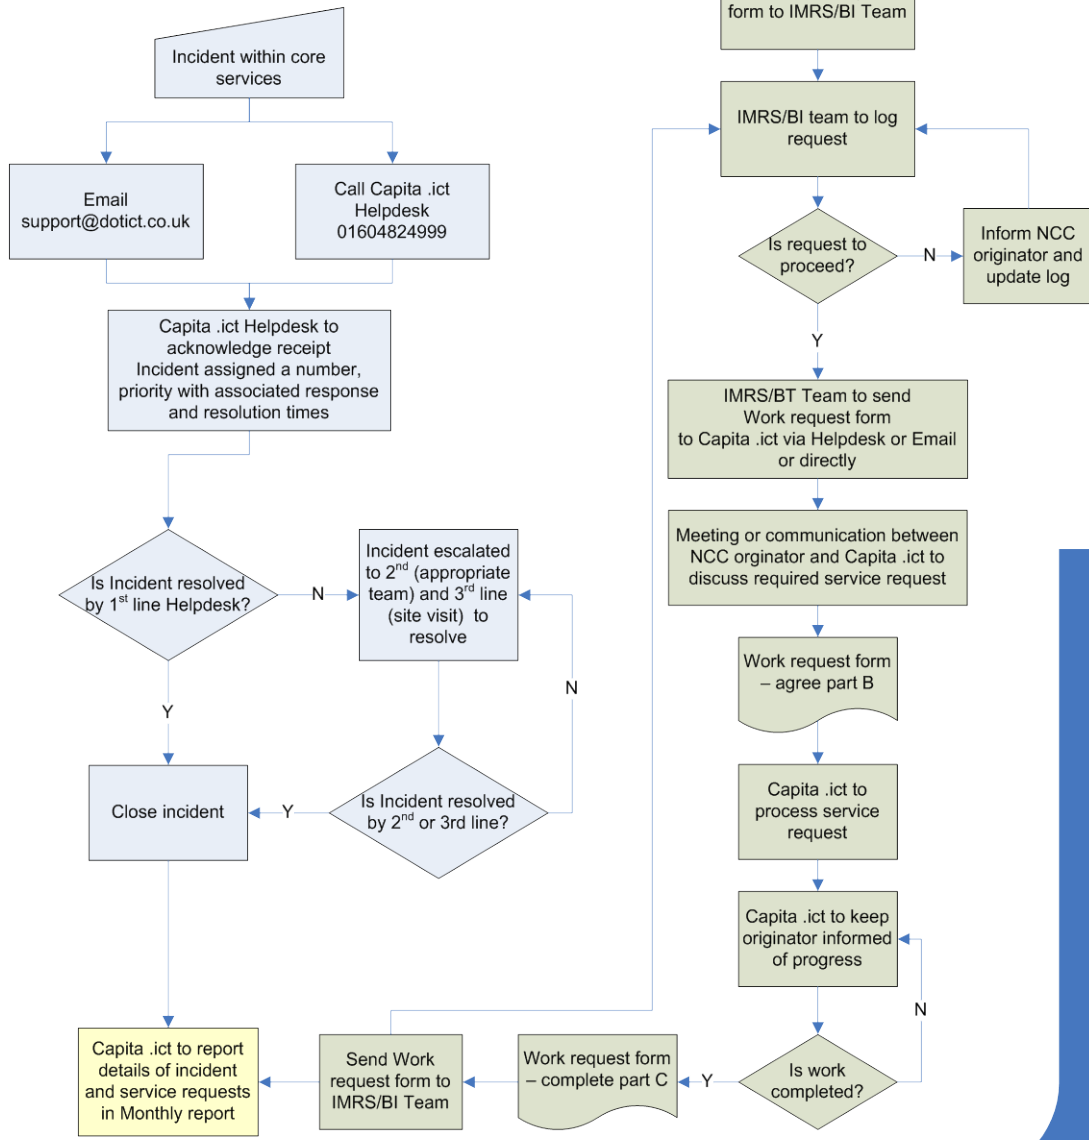 Incident within core
services
Email
support@dotict.co.uk
Call Capita .ict
Helpdesk
01604824999
Capita .ict Helpdesk to
acknowledge receipt
Incident assigned a number,
priority with associated response
and resolution times
Is Incident resolved
by 1st line Helpdesk?
N
Incident escalated
to 2nd (appropriate
team) and 3rd line
(site visit) to
resolve
Y
N
Close incident
Y
Is Incident resolved
by 2nd or 3rd line?
Capita .ict to report
details of incident
and service requests
in Monthly report
form to IMRS/BI Team
IMRS/BI team to log
request
Is request to
proceed?
N
Inform NCC
originator and
update log
Y
IMRS/BT Team to send
Work request form
to Capita .ict via Helpdesk or Email
or directly
Meeting or communication between
NCC orginator and Capita .ict to
discuss required service request
Work request form
– agree part B
Capita .ict to
process service
request
Capita .ict to keep
originator informed
of progress
N
Is work
completed?
Y
Work request form
– complete part C
Send Work
request form to
IMRS/BI Team